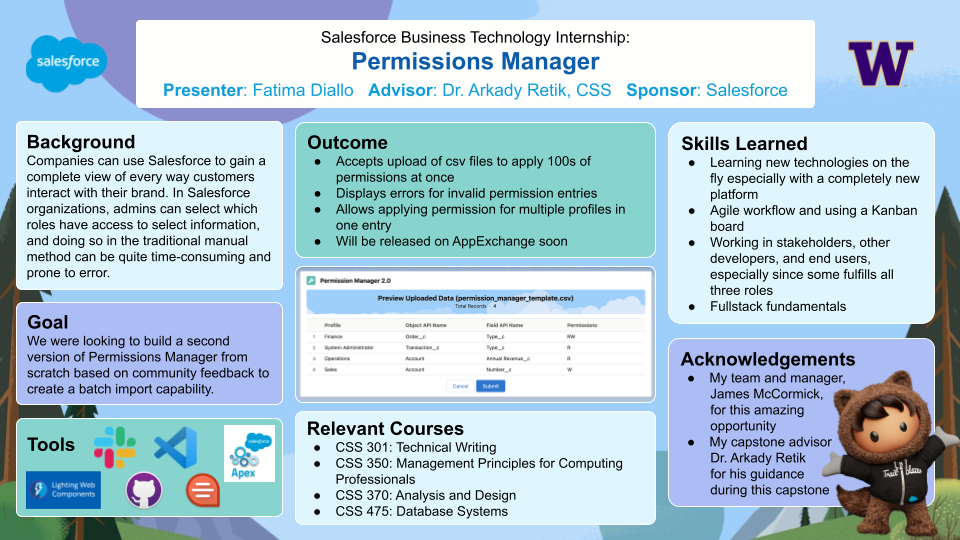 Salesforce Business Technology Internship:
Permissions Manager
Presenter: Fatima Diallo Advisor: Dr. Arkady Retik, CSS Sponsor: Salesforce
salesforce
W
Background
Companies can use Salesforce to gain a
complete view of every way customers
interact with their brand. In Salesforce
organizations, admins can select which
roles have access to select information,
and doing so in the traditional manual
method can be quite time-consuming and
prone to error.
Goal
We were looking to build a second
version of Permissions Manager from
scratch based on community feedback to
create a batch import capability.
Tools
salesforce
Apex
Lighting Web
Components
Outcome
● Accepts upload of csv files to apply 100s of
permissions at once
● Displays errors for invalid permission entries
● Allows applying permission for multiple profiles in
one entry
● Will be released on AppExchange soon
Permission Manager 2.0
Preview Uploaded Data (permission_manager_template.csv)
Total Records - 4
Profile Object API Name Field API Name Permissions
1 Finance Order__c Type__c RW
2 System Administrator Transaction__c Type__c R
3 Operations Account Annual Revenue__c R
4 Sales Account Number__c W
Cancel Submit
Relevant Courses
● CSS 301: Technical Writing
● CSS 350: Management Principles for Computing
Professionals
● CSS 370: Analysis and Design
● CSS 475: Database Systems
Skills Learned
● Learning new technologies on the
fly especially with a completely new
platform
● Agile workflow and using a Kanban
board
● Working in stakeholders, other
developers, and end users,
especially since some fulfills all
three roles
● Fullstack fundamentals
Acknowledgements
● My team and manager,
James McCormick,
for this amazing
opportunity
● My capstone advisor
Dr. Arkady Retik
for his guidance
during this capstone
Trail blazer